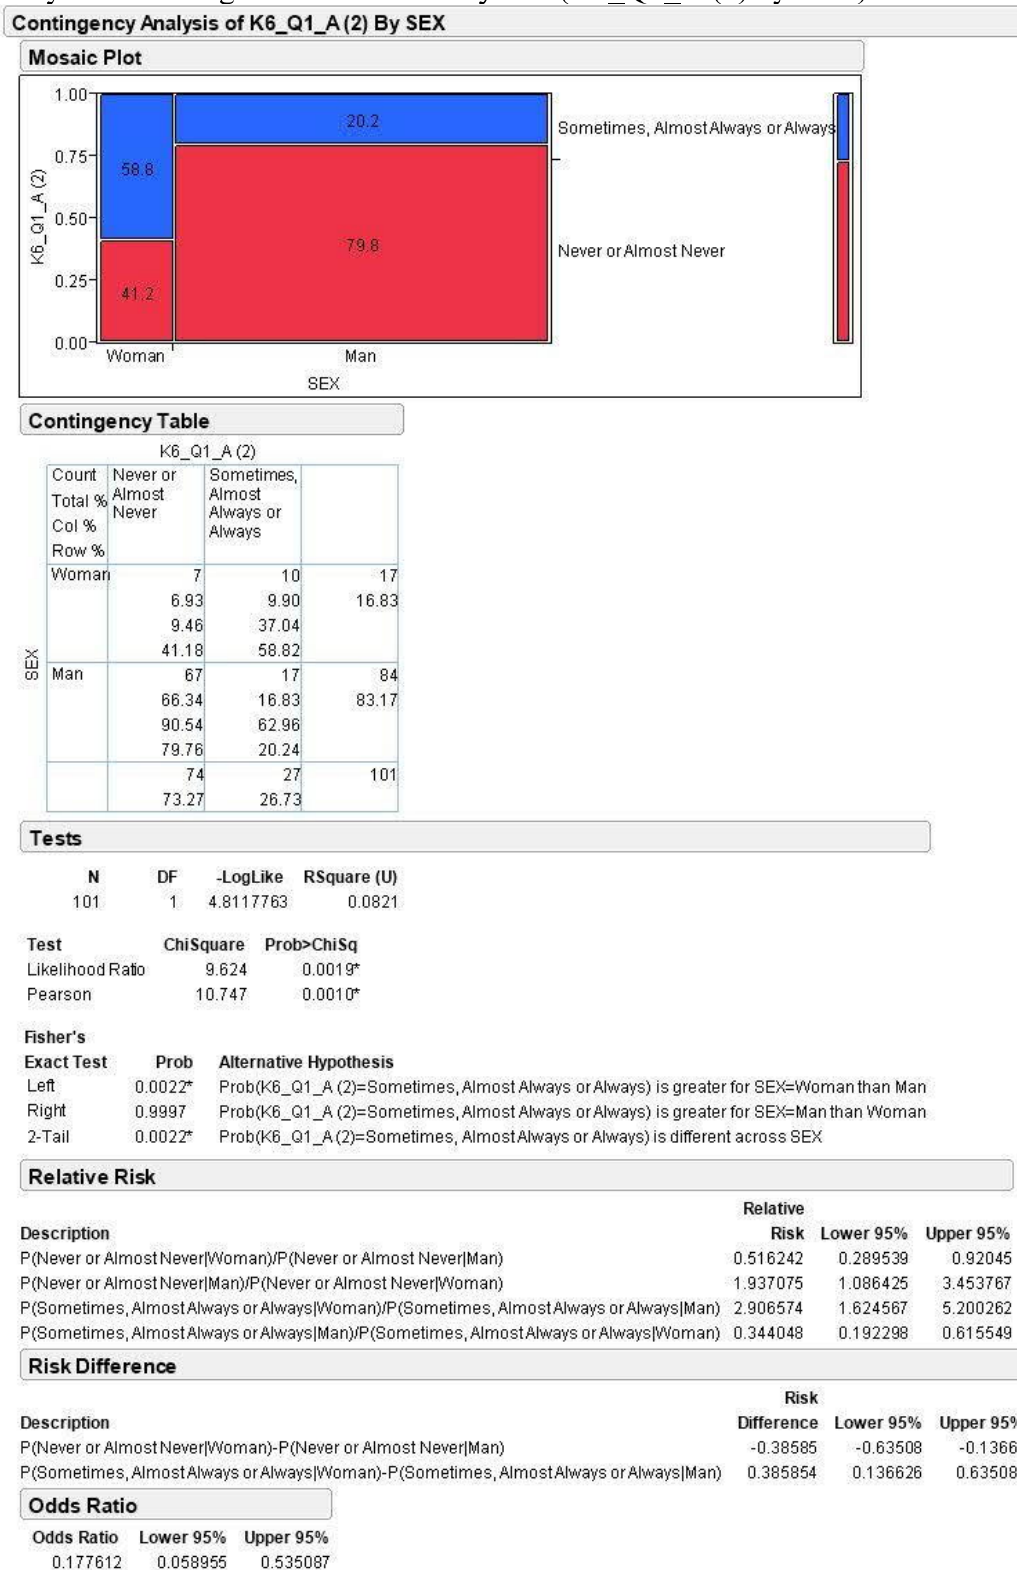 Contingency Analysis of K6_Q1_A (2) By SEX
Mosaic Plot
1.00
0.75
0.50
0.25
0.00
K6_Q1_A (2)
58.8
41.2
20.2
79.8
Sometimes, Almost Always or Always
Never or Almost Never
Woman Man
SEX
Contingency Table
K6_Q1_A (2)
Count Never or Sometimes,
Total % Almost Almost
Col % Never Always or
Row % Always
SEX
Woman 7 10 17
6.93 9.90 16.83
9.46 37.04
41.18 58.82
Man 67 17 84
66.34 16.83 83.17
90.54 62.96
79.76 20.24
74 27 101
73.27 26.73
Tests
N DF -LogLike RSquare (U)
101 1 4.8117763 0.0821
Test ChiSquare Prob>ChiSq
Likelihood Ratio 9.624 0.0019*
Pearson 10.747 0.0010*
Fisher's
Exact Test Prob Alternative Hypothesis
Left 0.0022* Prob(K6_Q1_A (2)=Sometimes, Almost Always or Always) is greater for SEX=Woman than Man
Right 0.9997 Prob(K6_Q1_A (2)=Sometimes, Almost Always or Always) is greater for SEX=Man than Woman
2-Tail 0.0022* Prob(K6_Q1_A (2)=Sometimes, Almost Always or Always) is different across SEX
Relative Risk
Relative
Description Risk Lower 95% Upper 95%
P(Never or Almost Never|Woman)/P(Never or Almost Never|Man) 0.516242 0.289539 0.92045
P(Never or Almost Never|Man)/P(Never or Almost Never|Woman) 1.937075 1.086425 3.453767
P(Sometimes, Almost Always or Always|Woman)/P(Sometimes, Almost Always or Always|Man) 2.906574 1.624567 5.200262
P(Sometimes, Almost Always or Always|Man)/P(Sometimes, Almost Always or Always|Woman) 0.344048 0.192298 0.615549
Risk Difference
Risk
Description Difference Lower 95% Upper 95%
P(Never or Almost Never|Woman)-P(Never or Almost Never|Man) -0.38585 -0.63508 -0.1366
P(Sometimes, Almost Always or Always|Woman)-P(Sometimes, Almost Always or Always|Man) 0.385854 0.136626 0.63508
Odds Ratio
Odds Ratio Lower 95% Upper 95%
0.177612 0.058955 0.535087